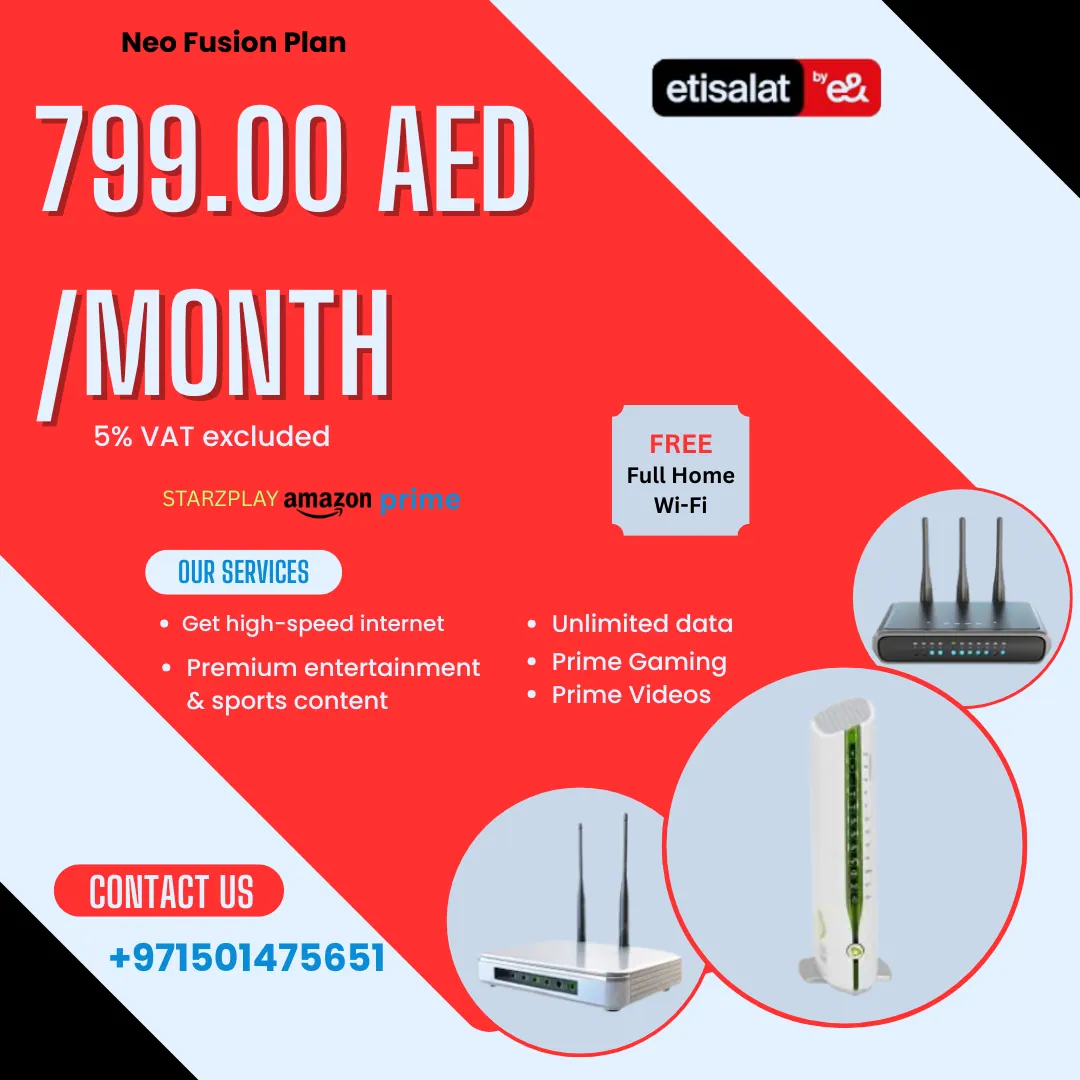 Neo Fusion Plan
etisalat by e&
799.00 AED
/MONTH
5% VAT excluded
STARZPLAY amazon prime
FREE
Full Home
Wi-Fi
OUR SERVICES
• Get high-speed internet
• Premium entertainment
& sports content
• Unlimited data
• Prime Gaming
• Prime Videos
CONTACT US
+971501475651